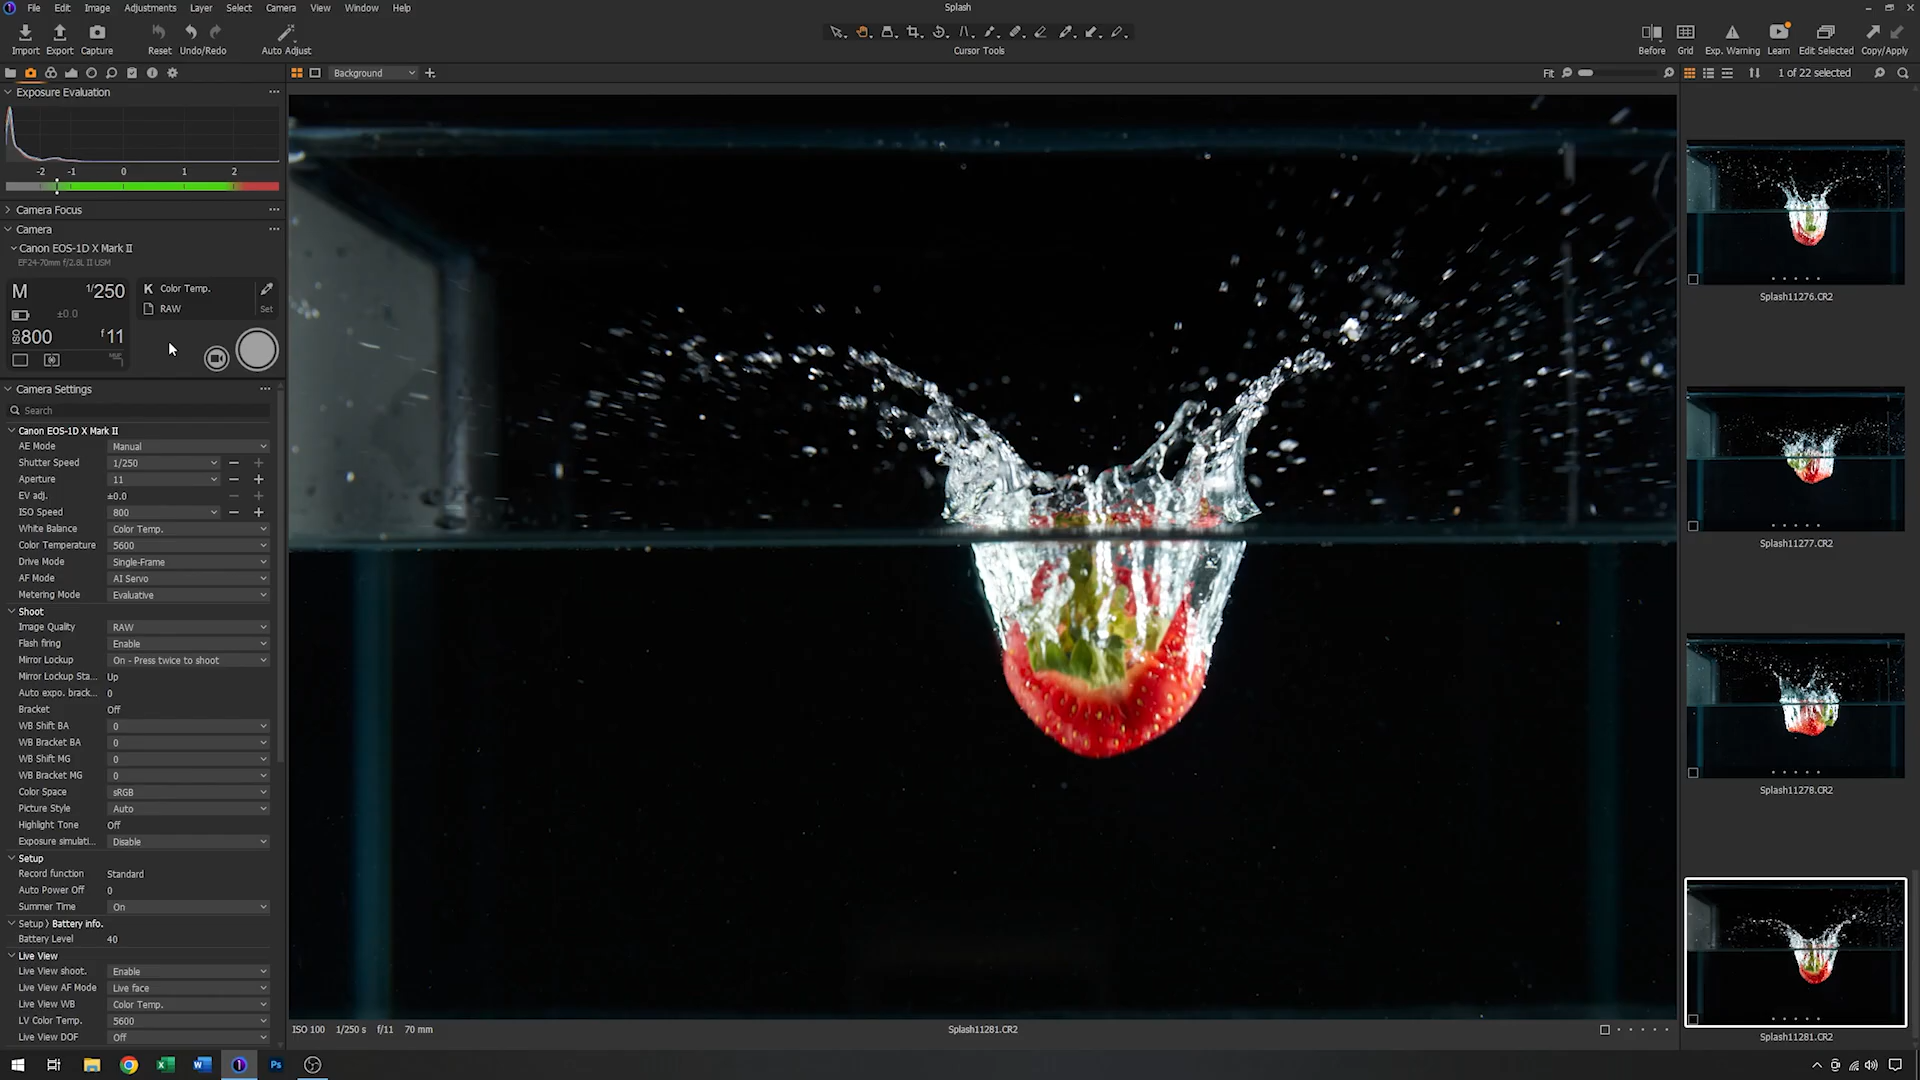 File Edit Image Adjustments Layer Select Camera View Window Help
Splash
Import Export Capture Reset Undo/Redo Auto Adjust
Cursor Tools
Before Grid Exp. Warning Learn Edit Selected Copy/Apply
Background
Fit
1 of 22 selected
Exposure Evaluation
-2 -1 0 1 2
Camera Focus
Camera
Canon EOS-1D X Mark II
EF24-70mm f/2.8L II USM
M 1/250
±0.0
ISO 800 f 11
K Color Temp.
RAW Set
Camera Settings
Search
Canon EOS-1D X Mark II
AE Mode Manual
Shutter Speed 1/250
Aperture 11
EV adj. ±0.0
ISO Speed 800
White Balance Color Temp.
Color Temperature 5600
Drive Mode Single-Frame
AF Mode AI Servo
Metering Mode Evaluative
Shoot
Image Quality RAW
Flash firing Enable
Mirror Lockup On - Press twice to shoot
Mirror Lockup Sta... Up
Auto expo. brack... 0
Bracket Off
WB Shift BA 0
WB Bracket BA 0
WB Shift MG 0
WB Bracket MG 0
Color Space sRGB
Picture Style Auto
Highlight Tone Off
Exposure simulati... Disable
Setup
Record function Standard
Auto Power Off 0
Summer Time On
Setup ⟩ Battery info.
Battery Level 40
Live View
Live View shoot. Enable
Live View AF Mode Live face
Live View WB Color Temp.
LV Color Temp. 5600
Live View DOF Off
ISO 100 1/250 s f/11 70 mm
Splash11281.CR2
Splash11276.CR2
Splash11277.CR2
Splash11278.CR2
Splash11281.CR2